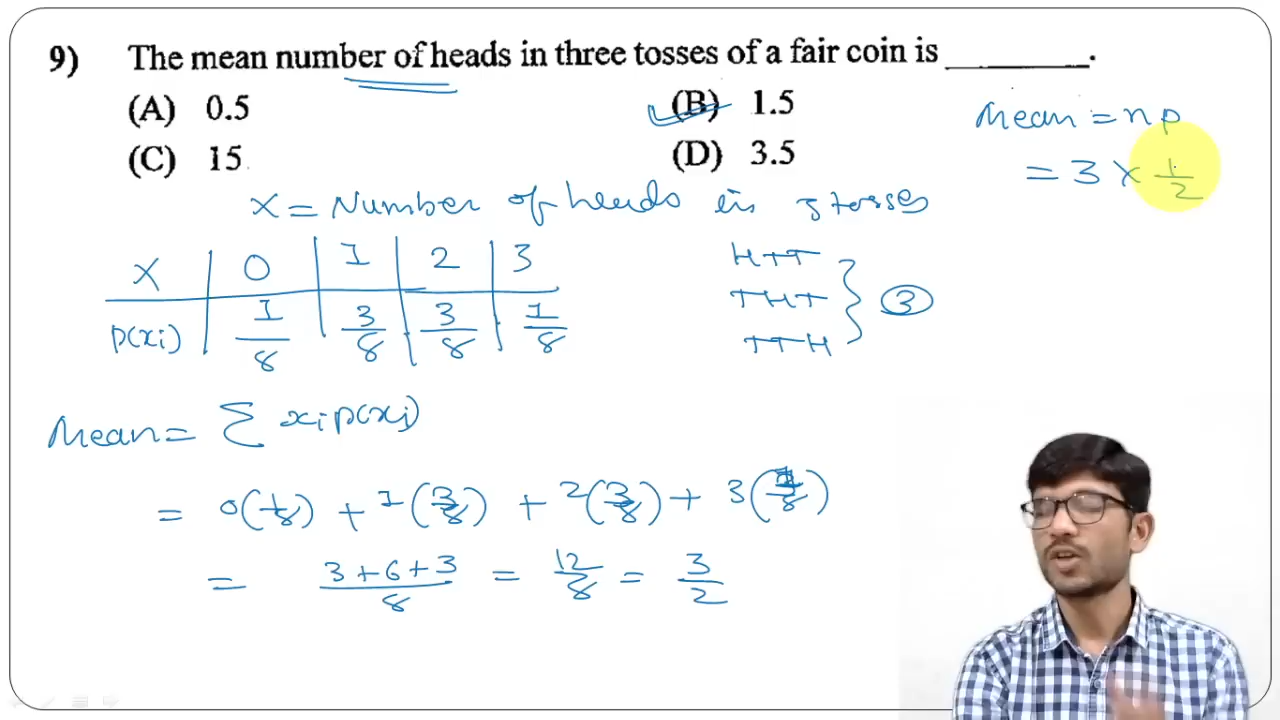 9) The mean number of heads in three tosses of a fair coin is ________.
(A) 0.5 (B) 1.5
(C) 15 (D) 3.5
Mean = np
= 3 × 1/2
X = Number of heads in 3 tosses
X | 0 | 1 | 2 | 3
P(xi) | 1/8 | 3/8 | 3/8 | 1/8
HTT
THT
TTH
} 3
Mean = Σ xi p(xi)
= 0(1/8) + 1(3/8) + 2(3/8) + 3(1/8)
= 3+6+3/8 = 12/8 = 3/2